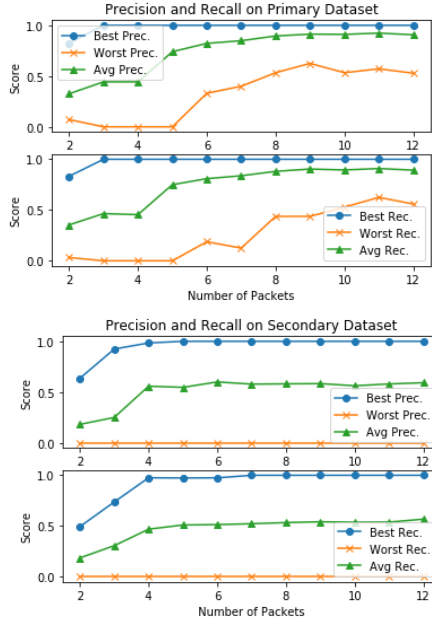 Precision and Recall on Primary Dataset
1.0
0.5
0.0
Score
Best Prec.
Worst Prec.
Avg Prec.
2 4 6 8 10 12
1.0
0.5
0.0
Score
Best Rec.
Worst Rec.
Avg Rec.
2 4 6 8 10 12
Number of Packets
Precision and Recall on Secondary Dataset
1.0
0.5
0.0
Score
Best Prec.
Worst Prec.
Avg Prec.
2 4 6 8 10 12
1.0
0.5
0.0
Score
Best Rec.
Worst Rec.
Avg Rec.
2 4 6 8 10 12
Number of Packets